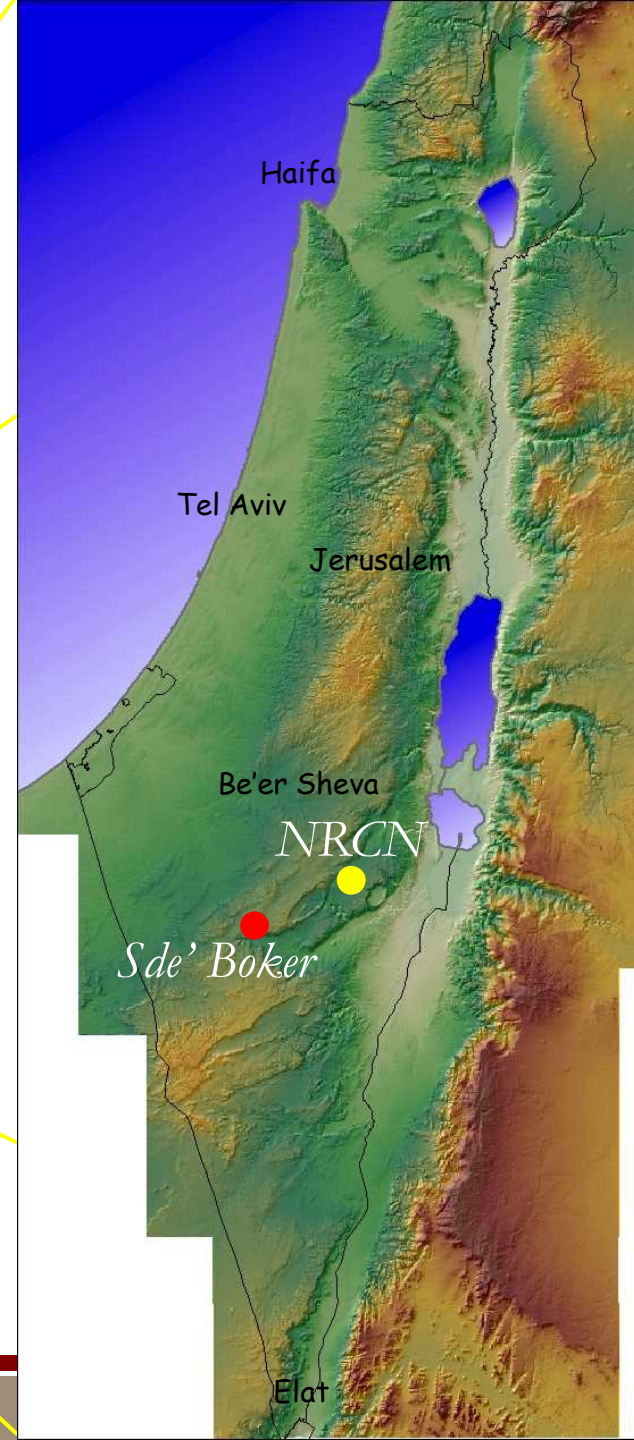 Haifa
Tel Aviv
Jerusalem
Be'er Sheva
NRCN
Sde' Boker
Elat